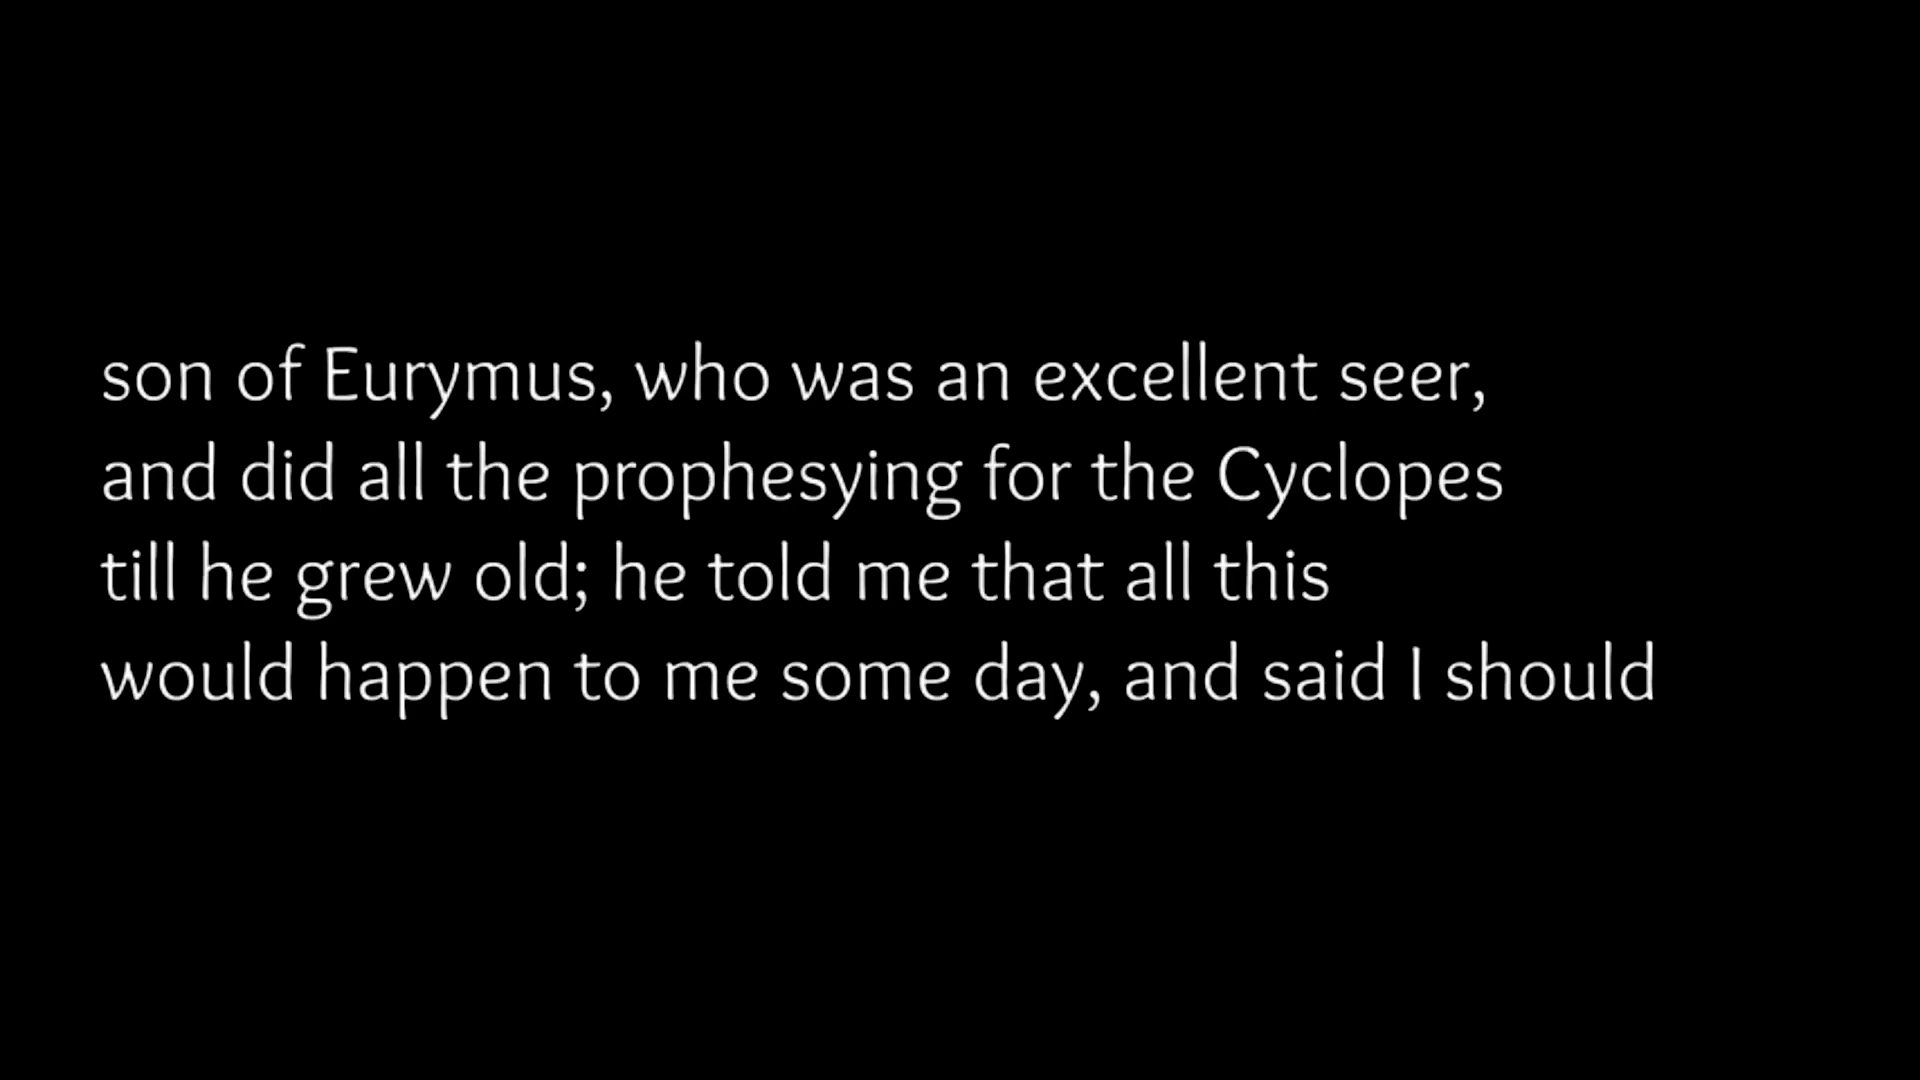 son of Eurymus, who was an excellent seer,
and did all the prophesying for the Cyclopes
till he grew old; he told me that all this
would happen to me some day, and said I should